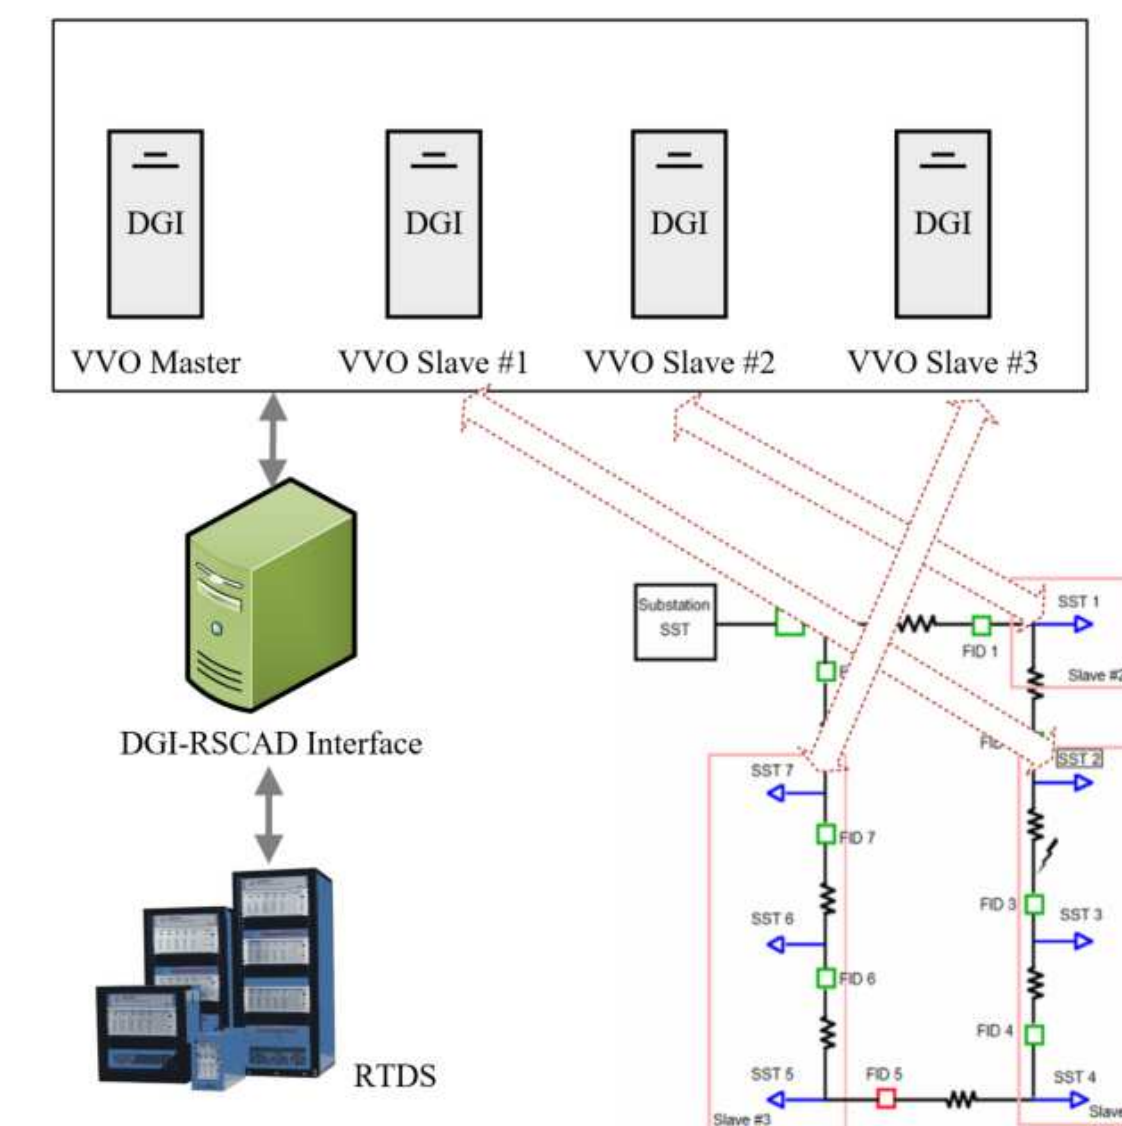 DGI
DGI
DGI
DGI
VVO Master
VVO Slave #1
VVO Slave #2
VVO Slave #3
Substation
SST
SST 1
FID 1
Slave #2
DGI-RSCAD Interface
SST 2
SST 7
FID 7
FID 3
SST 3
SST 6
FID 6
FID 4
RTDS
SST 5
FID 5
SST 4
Slave
Slave #3